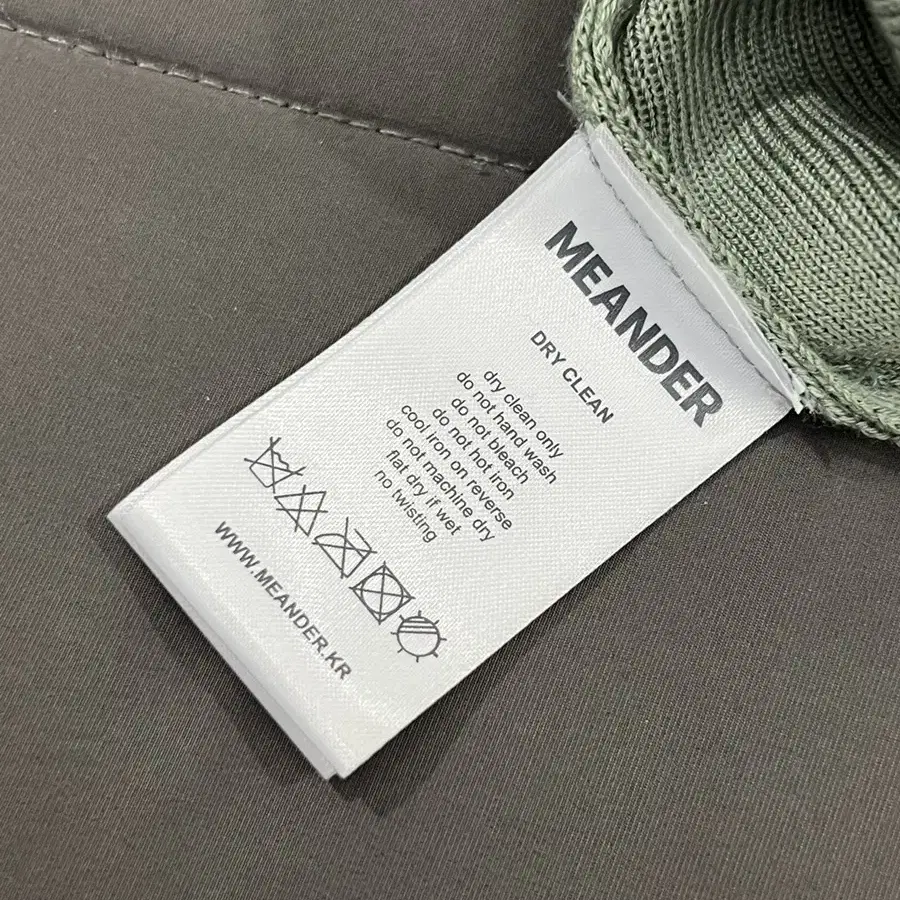 MEANDER
DRY CLEAN
dry clean only
do not hand wash
do not bleach
do not hot iron
cool iron on reverse
do not machine dry
flat dry if wet
no twisting
WWW.MEANDER.KR